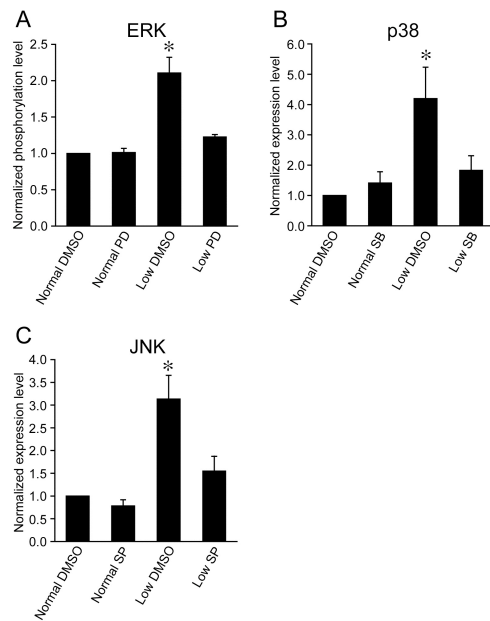 A
ERK
Normalized phosphorylation level
2.5
2.0
1.5
1.0
0.5
0.0
*
Normal DMSO
Normal PD
Low DMSO
Low PD
B
p38
Normalized expression level
6.0
5.0
4.0
3.0
2.0
1.0
0.0
*
Normal DMSO
Normal SB
Low DMSO
Low SB
C
JNK
Normalized expression level
4.0
3.5
3.0
2.5
2.0
1.5
1.0
0.5
0.0
*
Normal DMSO
Normal SP
Low DMSO
Low SP